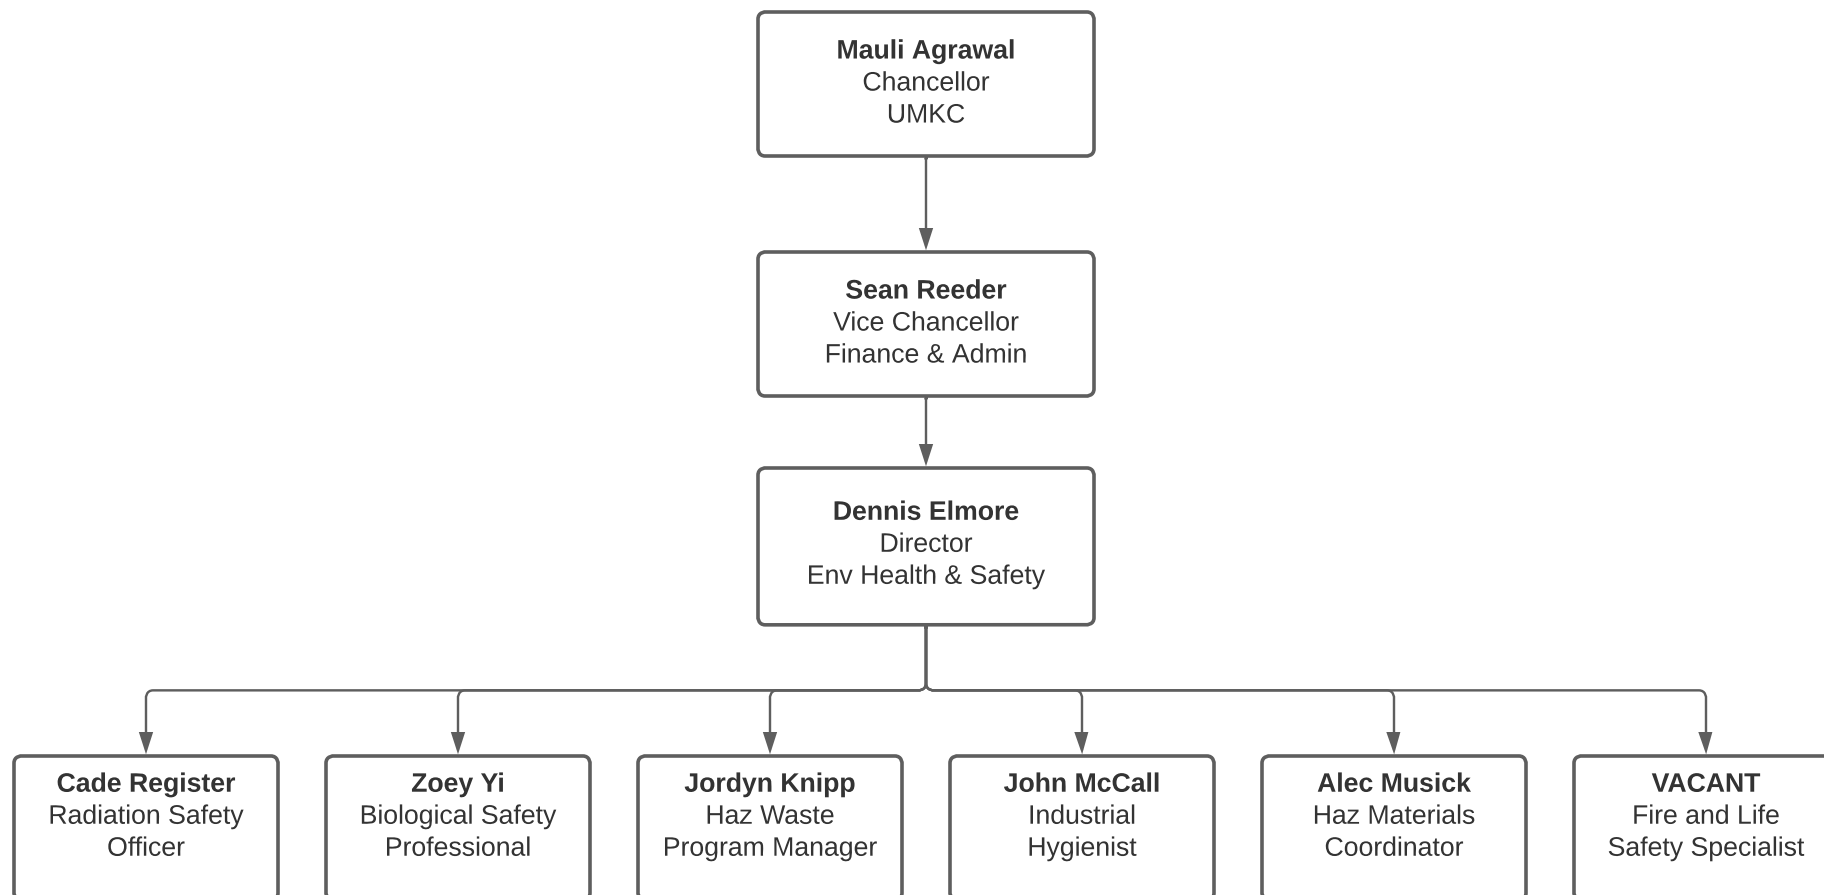 Mauli Agrawal
Chancellor
UMKC
Sean Reeder
Vice Chancellor
Finance & Admin
Dennis Elmore
Director
Env Health & Safety
Cade Register
Radiation Safety
Officer
Zoey Yi
Biological Safety
Professional
Jordyn Knipp
Haz Waste
Program Manager
John McCall
Industrial
Hygienist
Alec Musick
Haz Materials
Coordinator
VACANT
Fire and Life
Safety Specialist